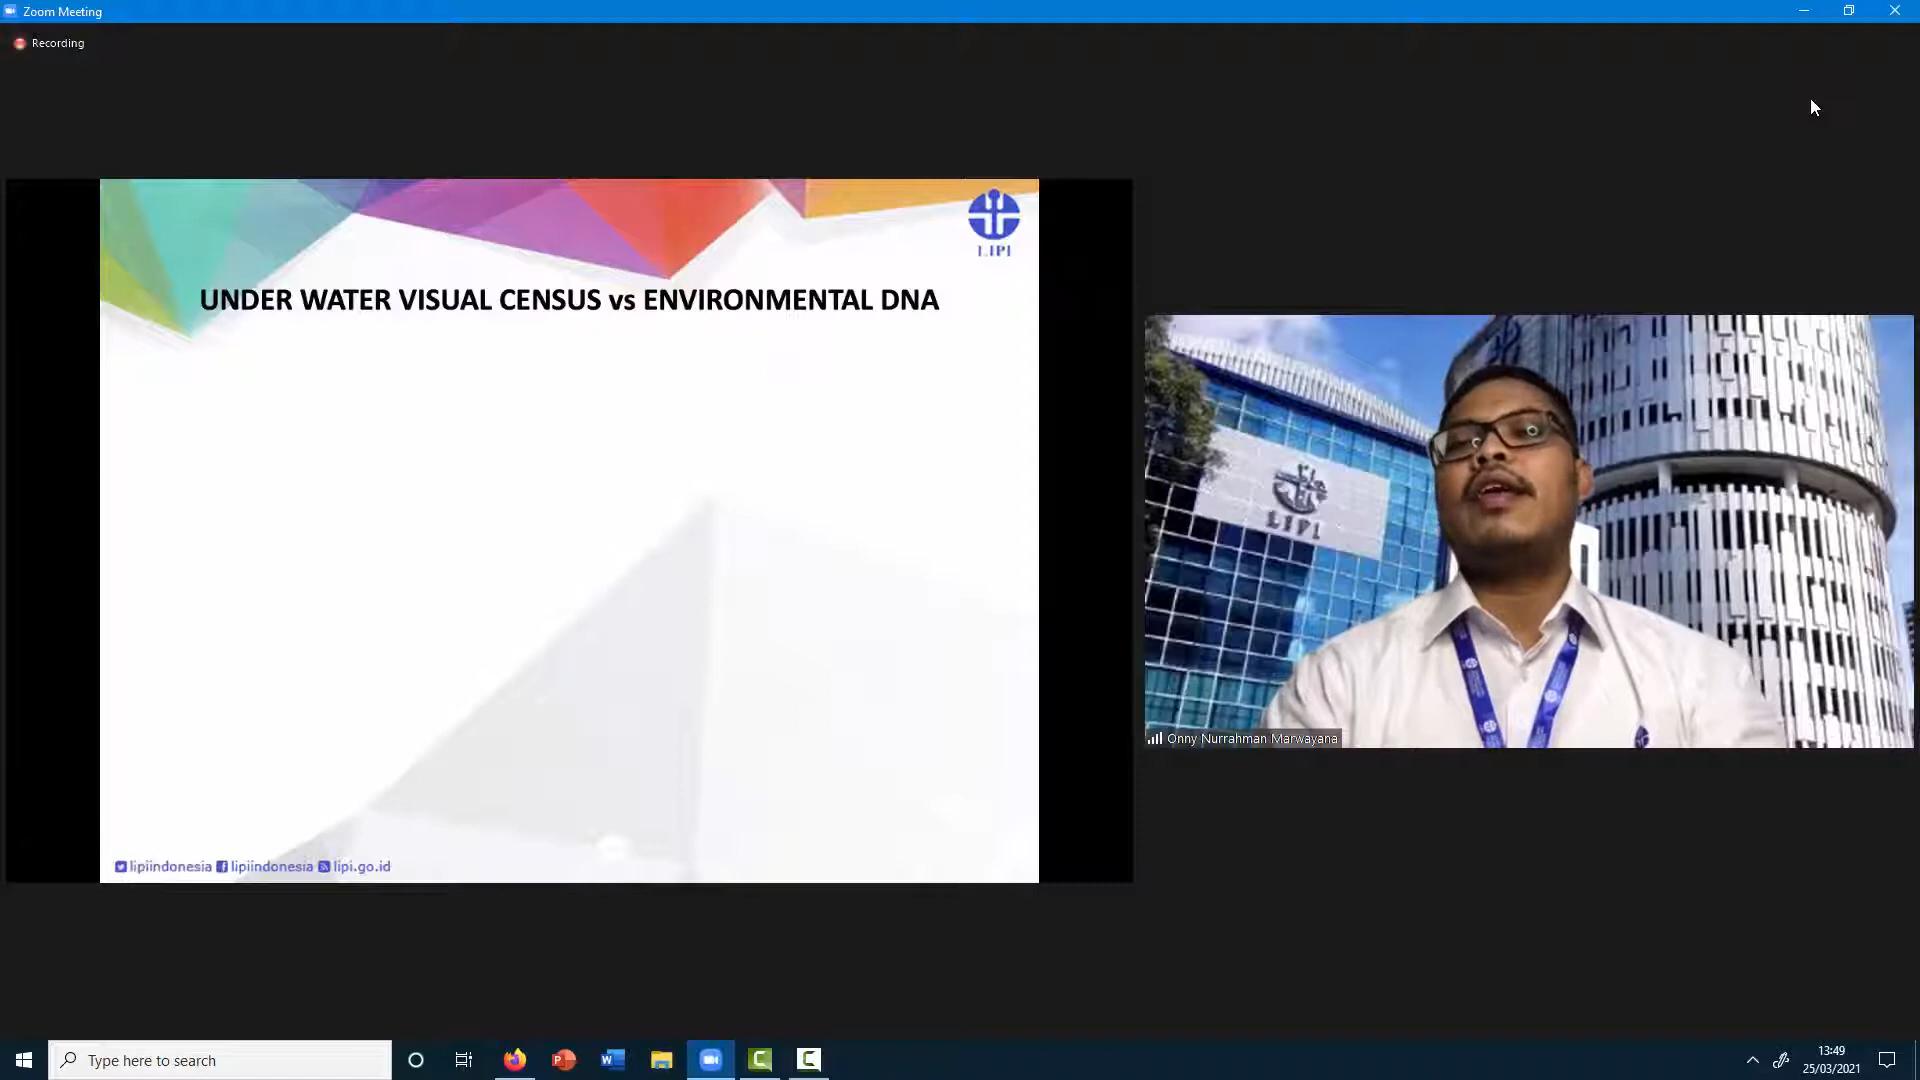 Zoom Meeting
Recording
LIPI
UNDER WATER VISUAL CENSUS vs ENVIRONMENTAL DNA
LIPI
Onny Nurrahman Marwayana
lipiindonesia lipiindonesia lipi.go.id
Type here to search
13:49
25/03/2021